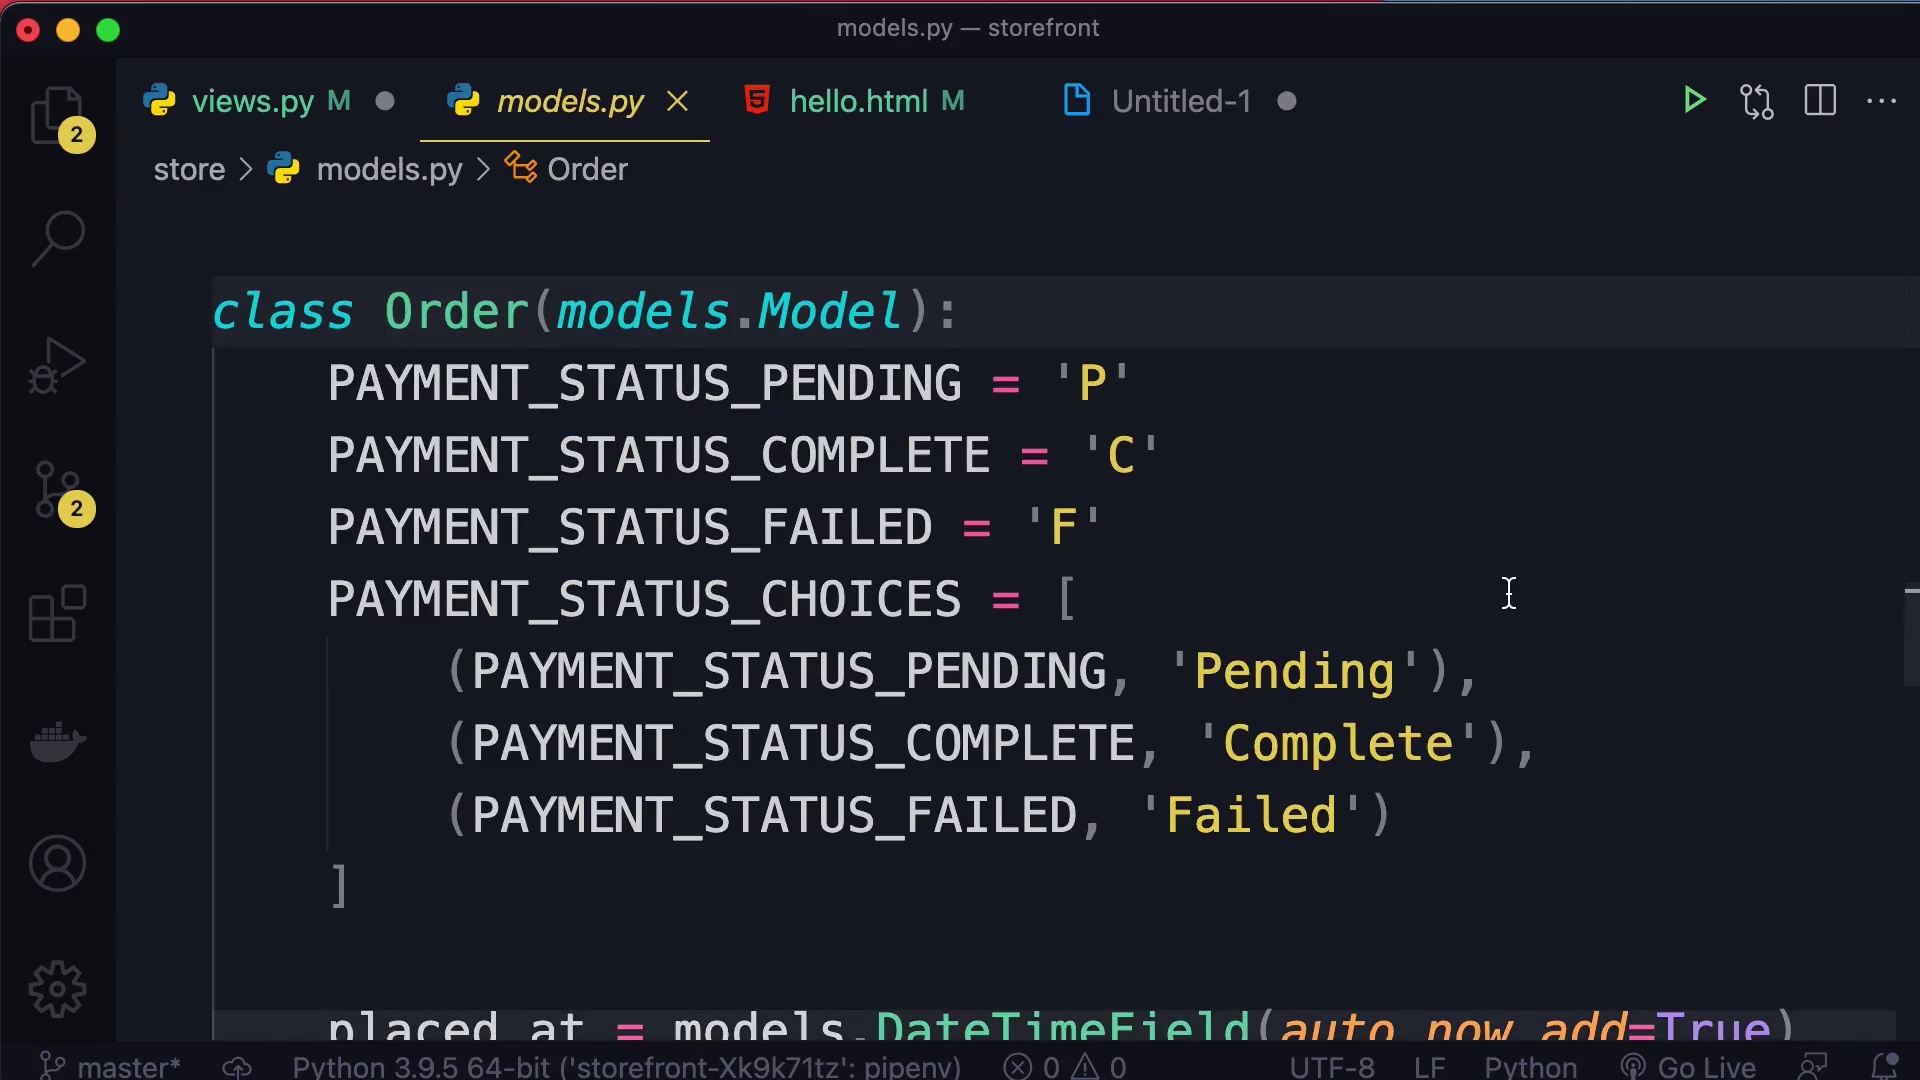 models.py — storefront
views.py M
models.py
hello.html M
Untitled-1
store > models.py > Order
2
2
class Order(models.Model):
PAYMENT_STATUS_PENDING = 'P'
PAYMENT_STATUS_COMPLETE = 'C'
PAYMENT_STATUS_FAILED = 'F'
PAYMENT_STATUS_CHOICES = [
(PAYMENT_STATUS_PENDING, 'Pending'),
(PAYMENT_STATUS_COMPLETE, 'Complete'),
(PAYMENT_STATUS_FAILED, 'Failed')
]
placed_at = models.DateTimeField(auto_now_add=True)
master* Python 3.9.5 64-bit ('storefront-Xk9k71tz': pipenv) 0 0 UTF-8 LF Python Go Live